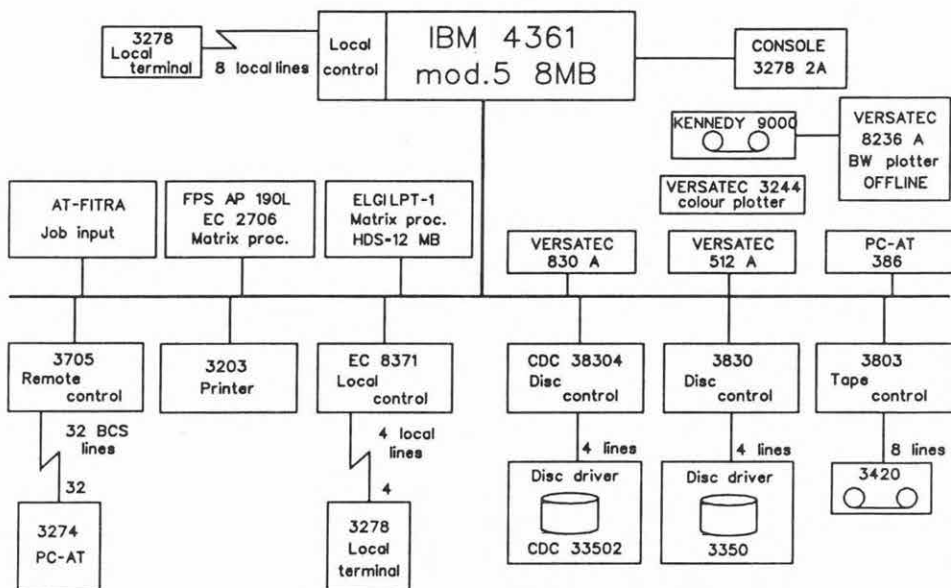 3278
Local
terminal
8 local lines
Local
control
IBM 4361
mod.5 8MB
CONSOLE
3278 2A
KENNEDY 9000
VERSATEC
8236 A
BW plotter
OFFLINE
VERSATEC 3244
colour plotter
AT-FITRA
Job input
FPS AP 190L
EC 2706
Matrix proc.
ELGILPT-1
Matrix proc.
HDS-12 MB
VERSATEC
830 A
VERSATEC
512 A
PC-AT
386
3705
Remote
control
3203
Printer
EC 8371
Local
control
CDC 38304
Disc
control
3830
Disc
control
3803
Tape
control
32 BCS
lines
32
4 local
lines
4
4 lines
4 lines
8 lines
3274
PC-AT
3278
Local
terminal
Disc driver
CDC 33502
Disc driver
3350
3420